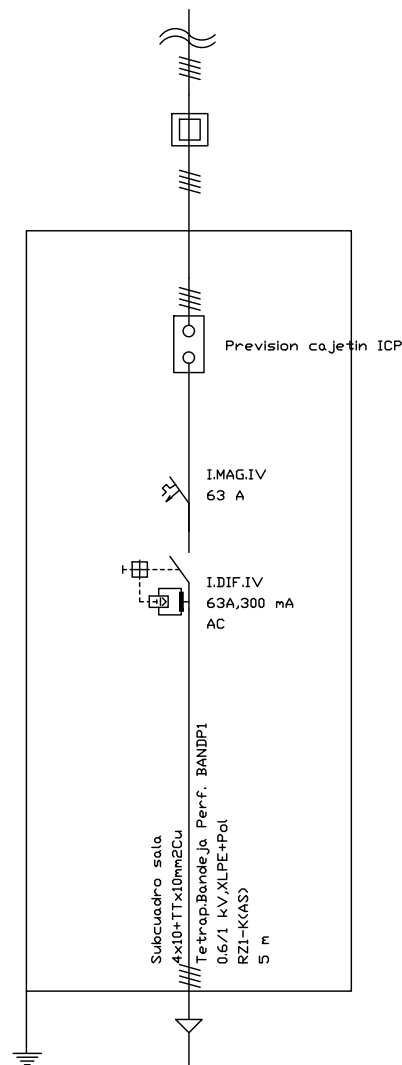 Prevision cajetin ICP
I.MAG.IV
63 A
I.DIF.IV
63A,300 mA
AC
Subcuadro sala
4x10+TTx10mm2Cu
Tetrap.Bandeja Perf. BANDP1
0.6/1 kV,XLPE+Pol
RZ1-K(AS)
5 m